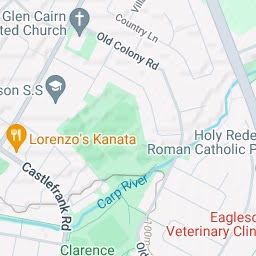 Glen Cairn
ted Church
Country Ln
Old Colony Rd
son S.S
Lorenzo's Kanata
Holy Rede
Roman Catholic P
Castlefrank Rd
Carp River
Eagleso
Veterinary Clin
Clarence
Old